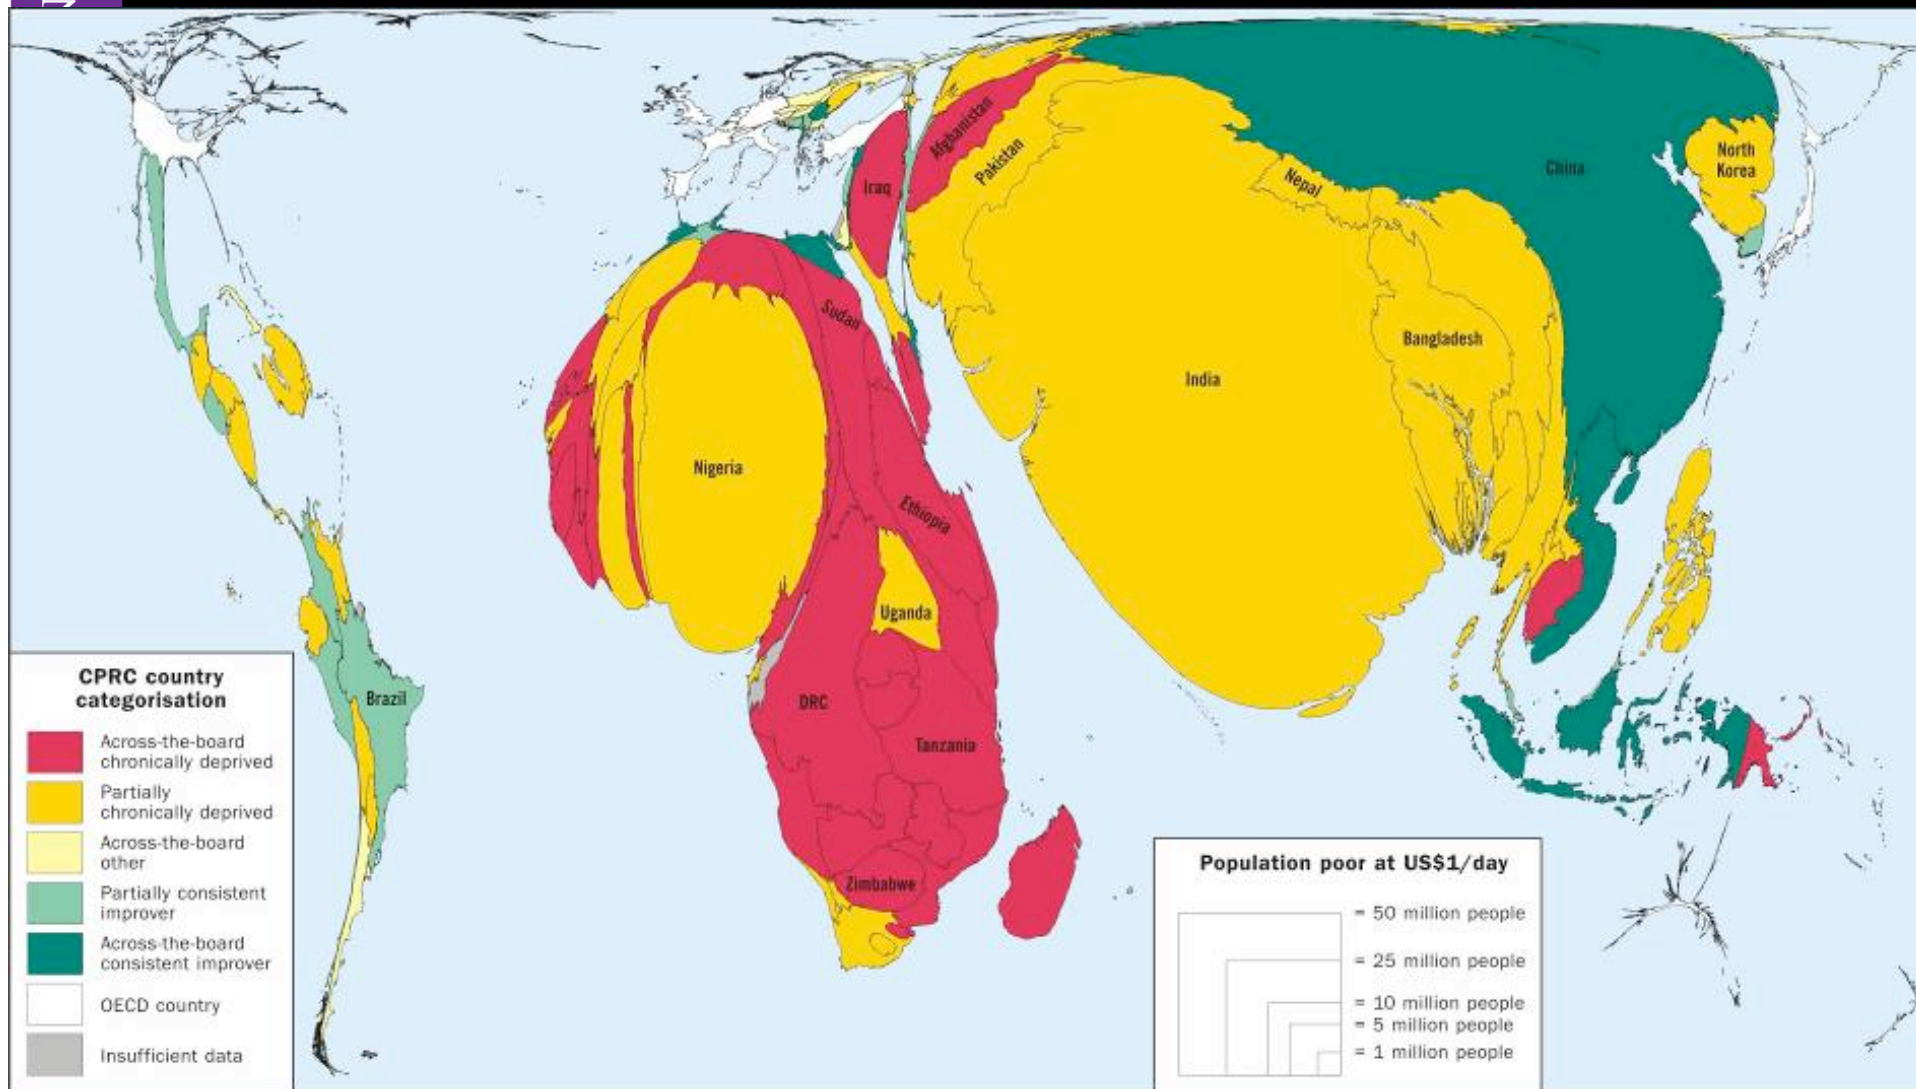 Afghanistan
Pakistan
Iraq
Nepal
China
North
Korea
Sudan
Bangladesh
India
Nigeria
Ethiopia
Uganda
Brazil
DRC
Tanzania
Zimbabwe
CPRC country
categorisation
Across-the-board
chronically deprived
Partially
chronically deprived
Across-the-board
other
Partially consistent
improver
Across-the-board
consistent improver
OECD country
Insufficient data
Population poor at US$1/day
= 50 million people
= 25 million people
= 10 million people
= 5 million people
= 1 million people